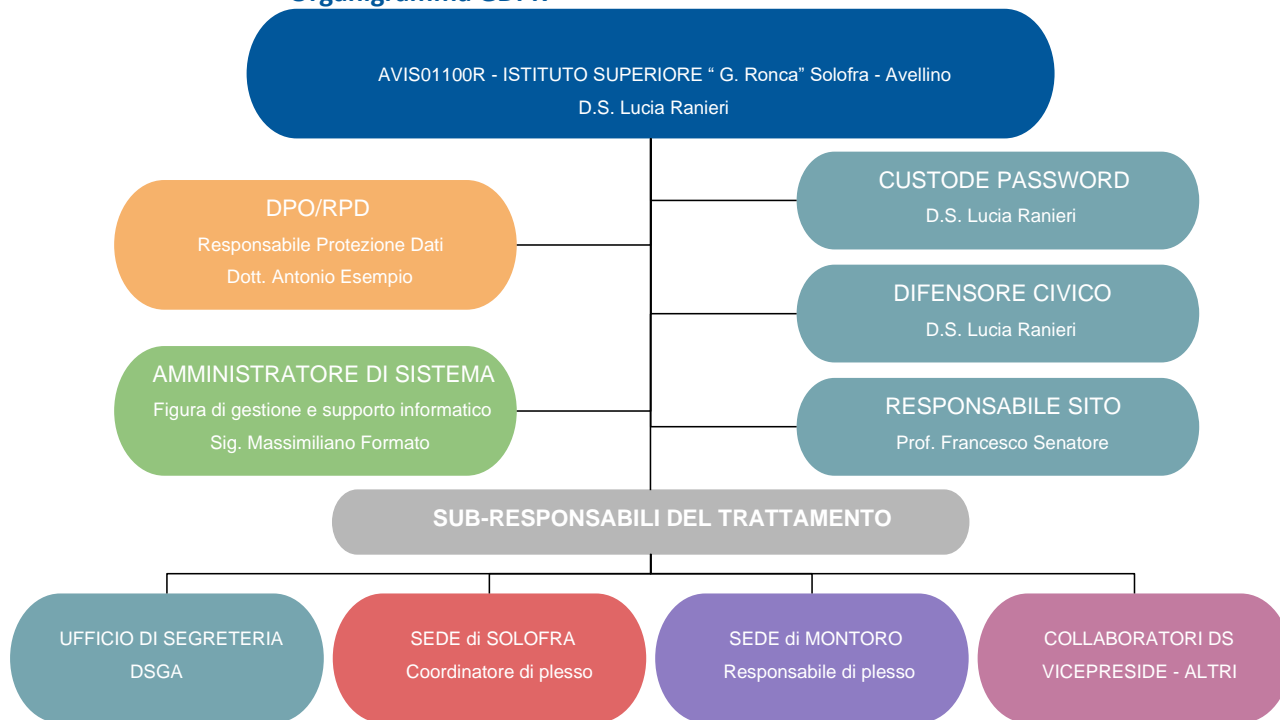 Organigramma GDPR
AVIS01100R - ISTITUTO SUPERIORE “ G. Ronca” Solofra - Avellino
D.S. Lucia Ranieri
DPO/RPD
Responsabile Protezione Dati
Dott. Antonio Esempio
CUSTODE PASSWORD
D.S. Lucia Ranieri
DIFENSORE CIVICO
D.S. Lucia Ranieri
AMMINISTRATORE DI SISTEMA
Figura di gestione e supporto informatico
Sig. Massimiliano Formato
RESPONSABILE SITO
Prof. Francesco Senatore
SUB-RESPONSABILI DEL TRATTAMENTO
UFFICIO DI SEGRETERIA
DSGA
SEDE di SOLOFRA
Coordinatore di plesso
SEDE di MONTORO
Responsabile di plesso
COLLABORATORI DS
VICEPRESIDE - ALTRI